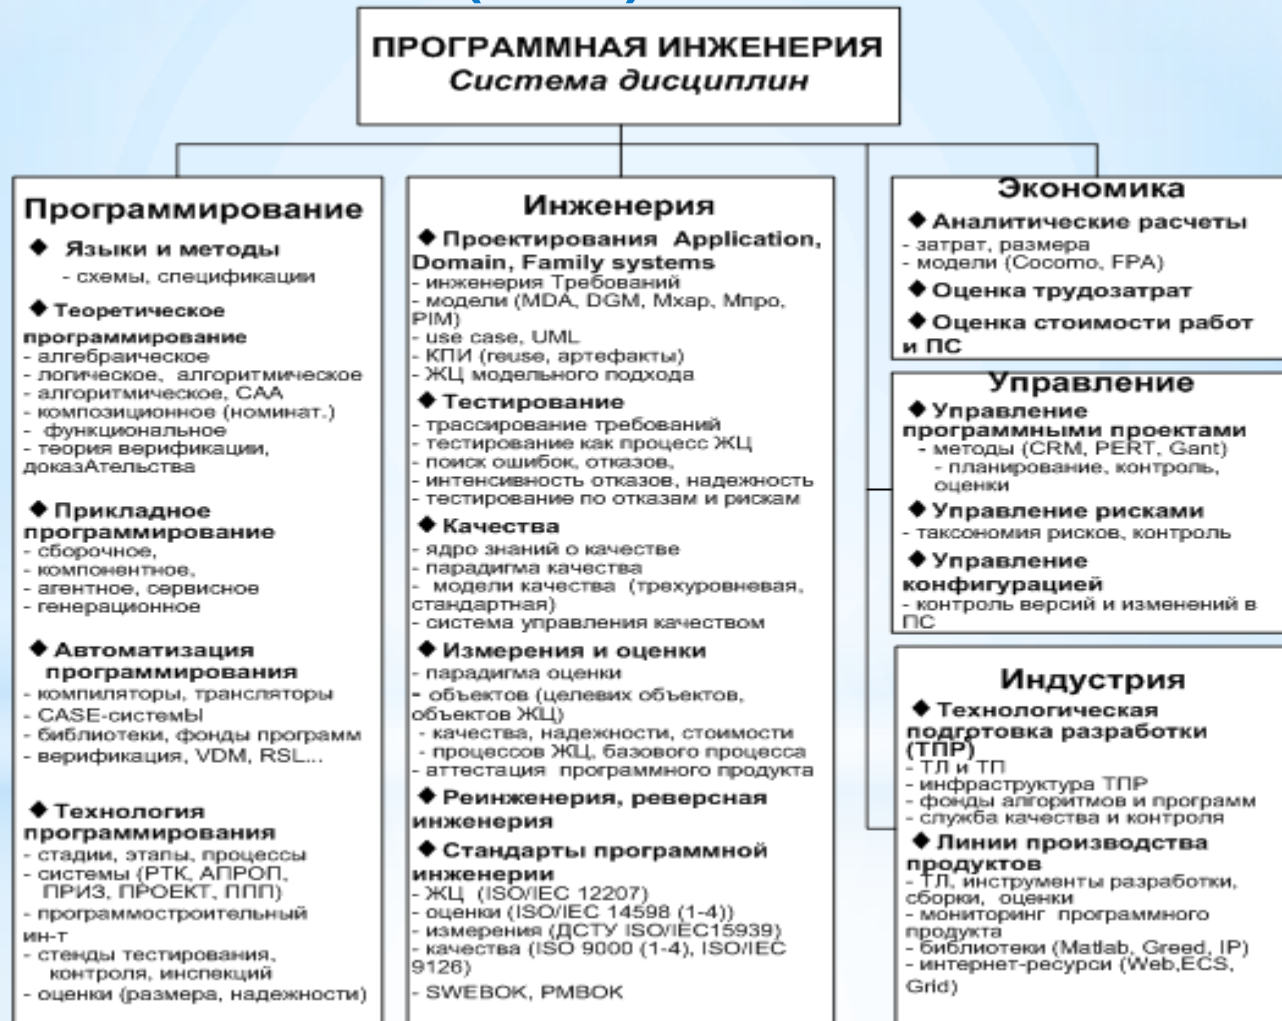 ПРОГРАММНАЯ ИНЖЕНЕРИЯ
Система дисциплин
Программирование
◆ Языки и методы
- схемы, спецификации
◆ Теоретическое
программирование
- алгебраическое
- логическое, алгоритмическое
- алгоритмическое, САА
- композиционное (номинат.)
- функциональное
- теория верификации,
доказАтельства
◆ Прикладное
программирование
- сборочное,
- компонентное,
- агентное, сервисное
- генерационное
◆ Автоматизация
программирования
- компиляторы, трансляторы
- CASE-системЫ
- библиотеки, фонды программ
- верификация, VDM, RSL...
◆ Технология
программирования
- стадии, этапы, процессы
- системы (РТК, АПРОП,
ПРИЗ, ПРОЕКТ, ППП)
- программостроительный
ин-т
- стенды тестирования,
контроля, инспекций
- оценки (размера, надежности)
Инженерия
◆ Проектирования Application,
Domain, Family systems
- инженерия Требований
- модели (MDA, DGM, Мхар, Мпро,
PIM)
- use case, UML
- КПИ (reuse, артефакты)
- ЖЦ модельного подхода
◆ Тестирование
- трассирование требований
- тестирование как процесс ЖЦ
- поиск ошибок, отказов,
- интенсивность отказов, надежность
- тестирование по отказам и рискам
◆ Качества
- ядро знаний о качестве
- парадигма качества
- модели качества (трехуровневая,
стандартная)
- система управления качеством
◆ Измерения и оценки
- парадигма оценки
- объектов (целевих объектов,
объектов ЖЦ)
- качества, надежности, стоимости
- процессов ЖЦ, базового процесса
- аттестация программного продукта
◆ Реинженерия, реверсная
инженерия
◆ Стандарты программной
инженерии
- ЖЦ (ISO/IEC 12207)
- оценки (ISO/IEC 14598 (1-4))
- измерения (ДСТУ ISO/IEC15939)
- качества (ISO 9000 (1-4), ISO/IEC
9126)
- SWEBOK, PMBOK
Экономика
◆ Аналитические расчеты
- затрат, размера
- модели (Cocomo, FPA)
◆ Оценка трудозатрат
◆ Оценка стоимости работ
и ПС
Управление
◆ Управление
программными проектами
- методы (CRM, PERT, Gant)
- планирование, контроль,
оценки
◆ Управление рисками
- таксономия рисков, контроль
◆ Управление
конфигурацией
- контроль версий и изменений в
ПС
Индустрия
◆ Технологическая
подготовка разработки
(ТПР)
- ТЛ и ТП
- инфраструктура ТПР
- фонды алгоритмов и программ
- служба качества и контроля
◆ Линии производства
продуктов
- ТЛ, инструменты разработки,
сборки, оценки
- мониторинг программного
продукта
- библиотеки (Matlab, Greed, IP)
- интернет-ресурси (Web,ECS,
Grid)